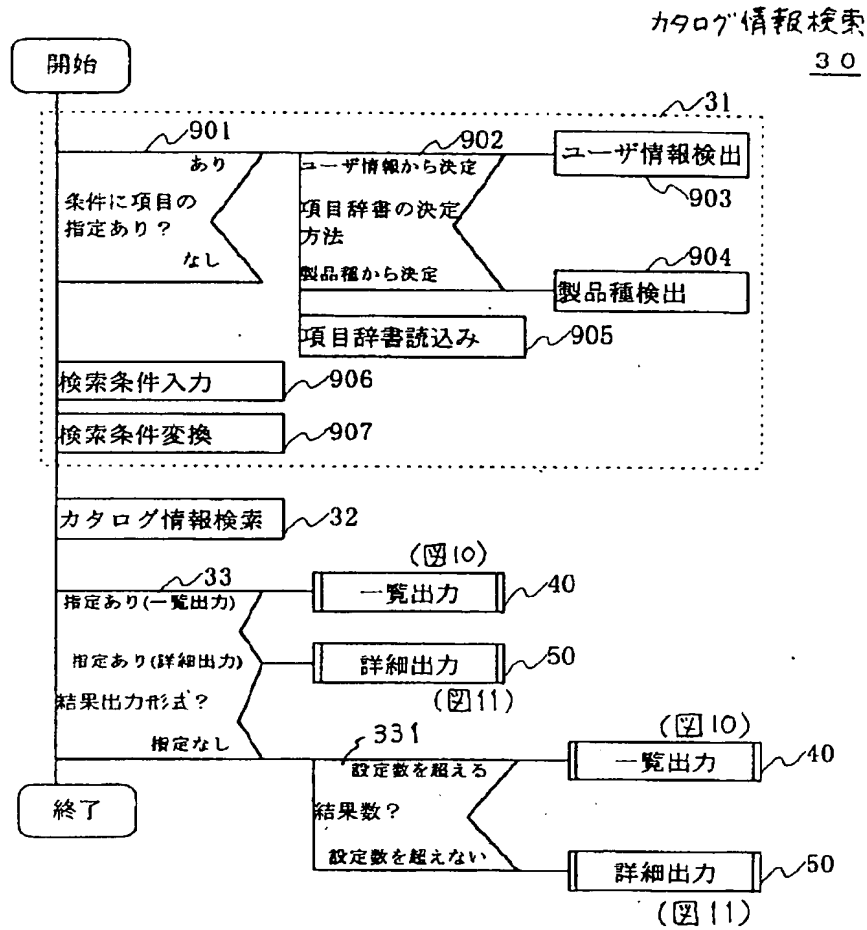 カタログ情報検索
30
開始
31
901
あり
条件に項目の
指定あり?
なし
902
ユーザ情報から決定
項目辞書の決定
方法
製品種から決定
ユーザ情報検出
903
904
製品種検出
項目辞書読込み
905
検索条件入力
906
検索条件変換
907
カタログ情報検索
32
33
指定あり(一覧出力)
指定あり(詳細出力)
結果出力形式?
指定なし
(図10)
一覧出力
40
詳細出力
50
(図11)
331
設定数を超える
結果数?
設定数を超えない
(図10)
一覧出力
40
詳細出力
50
(図11)
終了